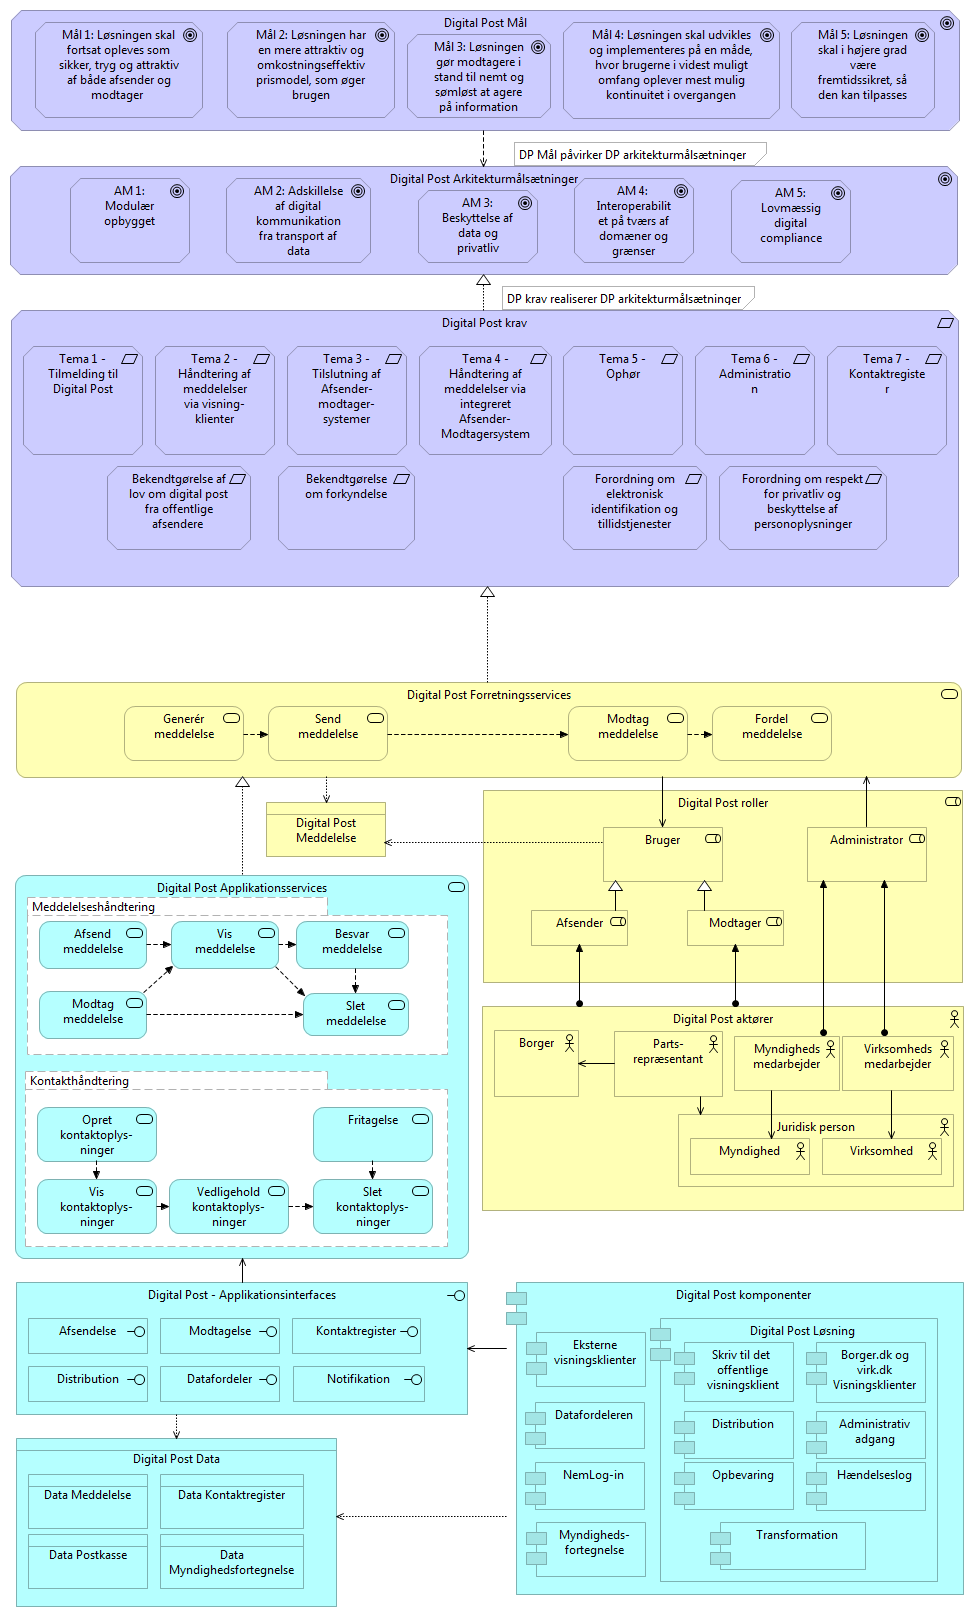 Digital Post Mål
Mål 1: Løsningen skal
fortsat opleves som
sikker, tryg og attraktiv
af både afsender og
modtager
Mål 2: Løsningen har
en mere attraktiv og
omkostningseffektiv
prismodel, som øger
brugen
Mål 3: Løsningen
gør modtagere i
stand til nemt og
sømløst at agere
på information
Mål 4: Løsningen skal udvikles
og implementeres på en måde,
hvor brugerne i videst muligt
omfang oplever mest mulig
kontinuitet i overgangen
Mål 5: Løsningen
skal i højere grad
være
fremtidssikret, så
den kan tilpasses
DP Mål påvirker DP arkitekturmålsætninger
Digital Post Arkitekturmålsætninger
AM 1:
Modulær
opbygget
AM 2: Adskillelse
af digital
kommunikation
fra transport af
data
AM 3:
Beskyttelse af
data og
privatliv
AM 4:
Interoperabilit
et på tværs af
domæner og
grænser
AM 5:
Lovmæssig
digital
compliance
DP krav realiserer DP arkitekturmålsætninger
Digital Post krav
Tema 1 -
Tilmelding til
Digital Post
Tema 2 -
Håndtering af
meddelelser
via visning-
klienter
Tema 3 -
Tilslutning af
Afsender-
modtager-
systemer
Tema 4 -
Håndtering af
meddelelser via
integreret
Afsender-
Modtagersystem
Tema 5 -
Ophør
Tema 6 -
Administratio
n
Tema 7 -
Kontaktregiste
r
Bekendtgørelse af
lov om digital post
fra offentlige
afsendere
Bekendtgørelse
om forkyndelse
Forordning om
elektronisk
identifikation og
tillidstjenester
Forordning om respekt
for privatliv og
beskyttelse af
personoplysninger
Digital Post Forretningsservices
Generér
meddelelse
Send
meddelelse
Modtag
meddelelse
Fordel
meddelelse
Digital Post
Meddelelse
Digital Post roller
Bruger
Administrator
Afsender
Modtager
Digital Post Applikationsservices
Meddelelseshåndtering
Afsend
meddelelse
Vis
meddelelse
Besvar
meddelelse
Modtag
meddelelse
Slet
meddelelse
Kontakthåndtering
Opret
kontaktoplys-
ninger
Fritagelse
Vis
kontaktoplys-
ninger
Vedligehold
kontaktoplys-
ninger
Slet
kontaktoplys-
ninger
Digital Post aktører
Borger
Parts-
repræsentant
Myndigheds
medarbejder
Virksomheds
medarbejder
Juridisk person
Myndighed
Virksomhed
Digital Post - Applikationsinterfaces
Afsendelse
Modtagelse
Kontaktregister
Distribution
Datafordeler
Notifikation
Digital Post Data
Data Meddelelse
Data Kontaktregister
Data Postkasse
Data
Myndighedsfortegnelse
Digital Post komponenter
Eksterne
visningsklienter
Datafordeleren
NemLog-in
Myndigheds-
fortegnelse
Digital Post Løsning
Skriv til det
offentlige
visningsklient
Borger.dk og
virk.dk
Visningsklienter
Distribution
Administrativ
adgang
Opbevaring
Hændelseslog
Transformation